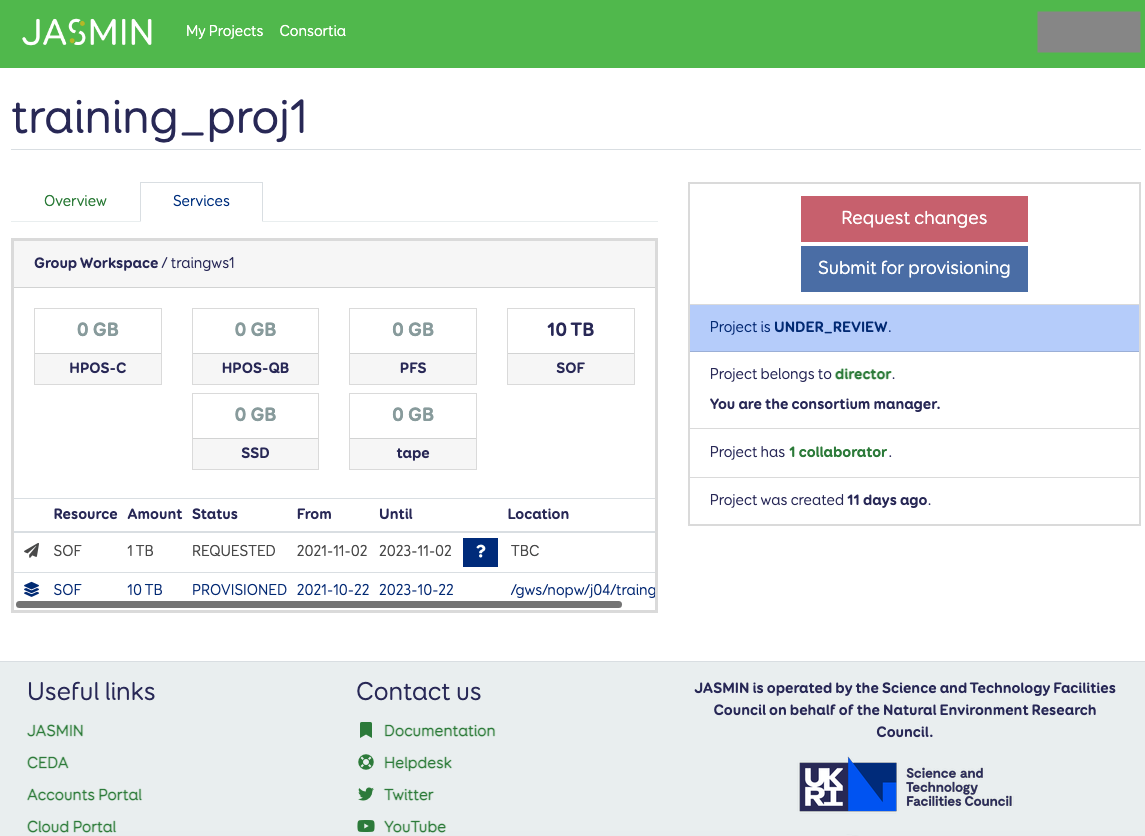 JASMIN My Projects Consortia
training_proj1
Overview Services
Group Workspace / traingws1
0 GB 0 GB 0 GB 10 TB
HPOS-C HPOS-QB PFS SOF
0 GB 0 GB
SSD tape
Resource Amount Status From Until Location
SOF 1 TB REQUESTED 2021-11-02 2023-11-02 ? TBC
SOF 10 TB PROVISIONED 2021-10-22 2023-10-22 /gws/nopw/j04/traing
Request changes
Submit for provisioning
Project is UNDER_REVIEW.
Project belongs to director.
You are the consortium manager.
Project has 1 collaborator.
Project was created 11 days ago.
Useful links
JASMIN
CEDA
Accounts Portal
Cloud Portal
Contact us
Documentation
Helpdesk
Twitter
YouTube
JASMIN is operated by the Science and Technology Facilities
Council on behalf of the Natural Environment Research
Council.
UK
RI
Science and
Technology
Facilities Council